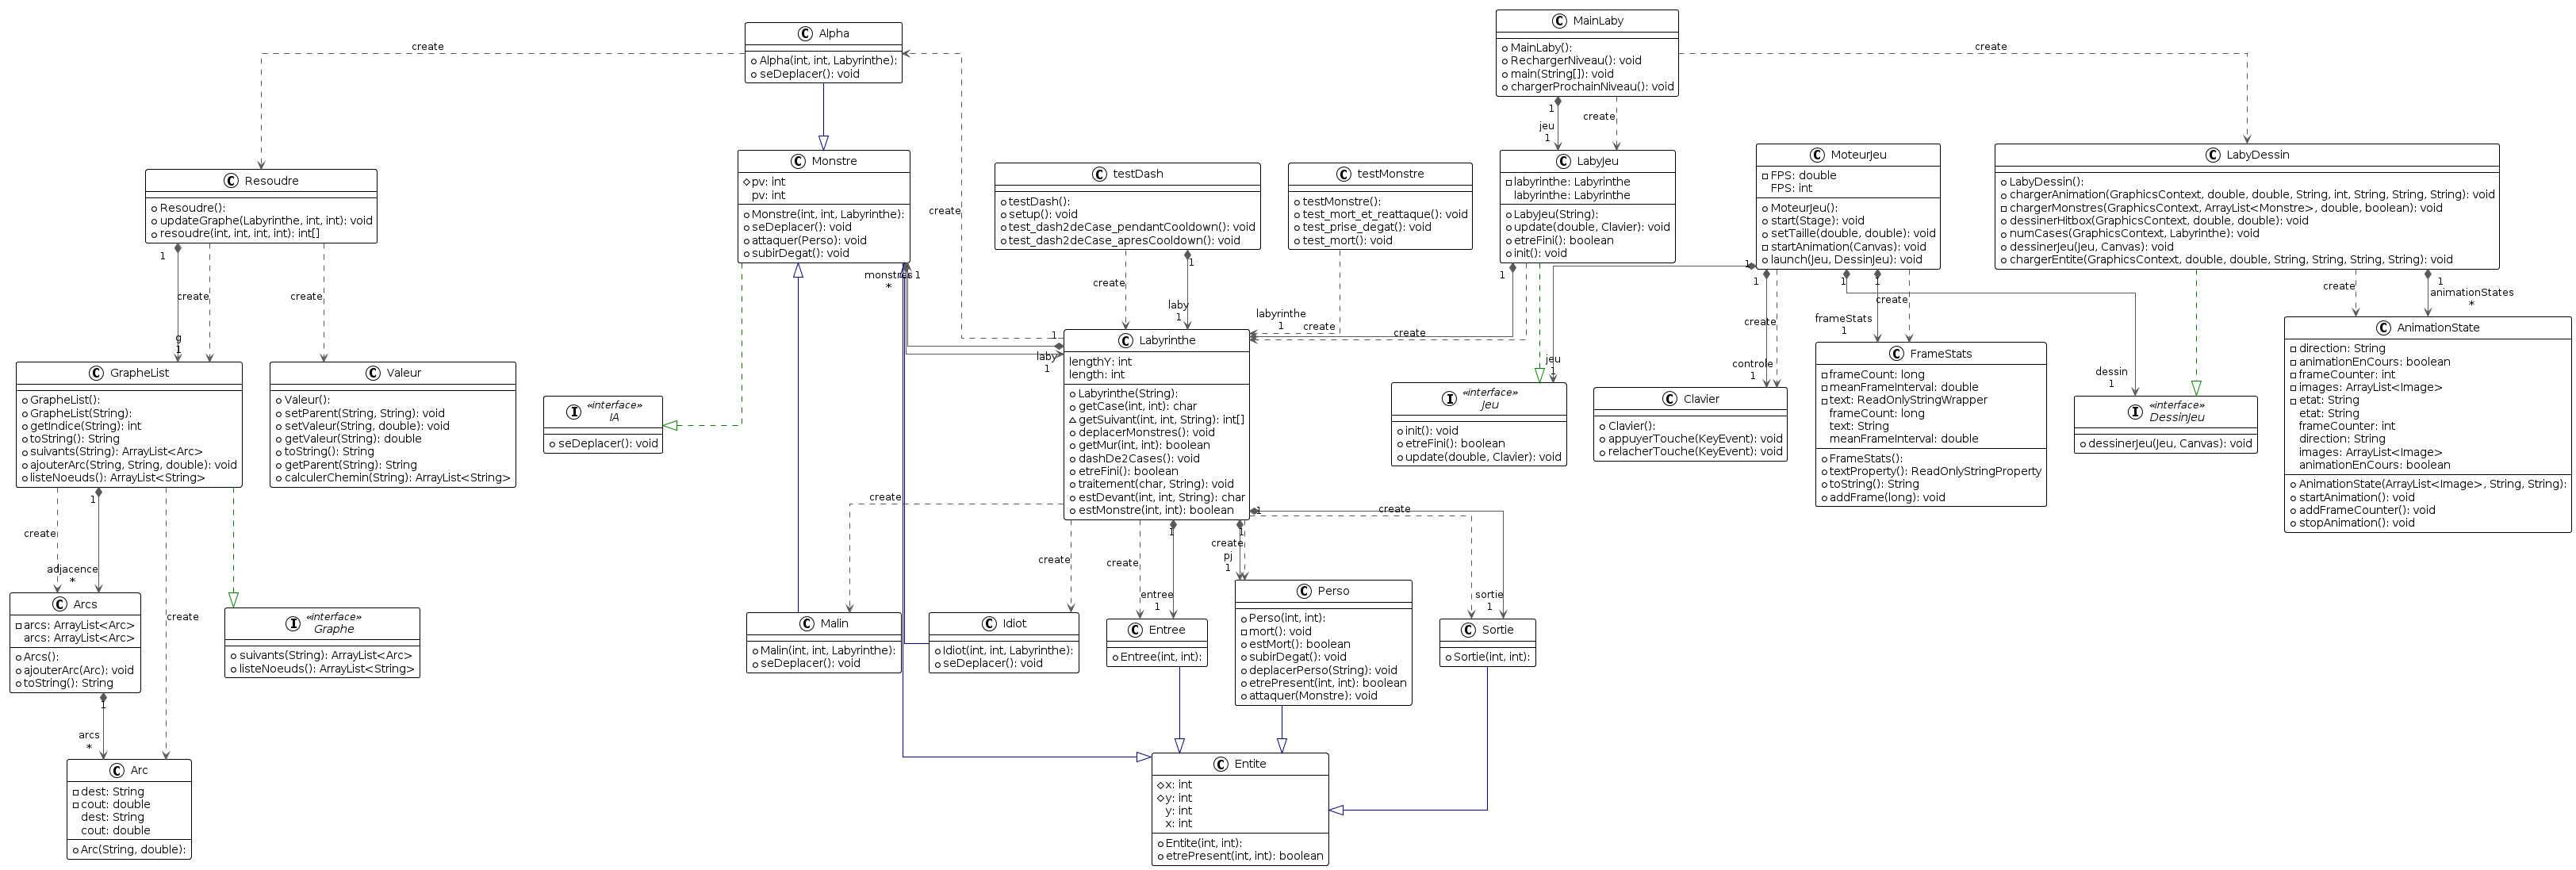 C Alpha
+Alpha(int, int, Labyrinthe):
seDeplacer(): void
create
C MainLaby
MainLaby():
RechargerNiveau(): void
main(String[]): void
chargerProchainNiveau(): void
create
1
jeu
1
create
C Resoudre
Resoudre():
updateGraphe(Labyrinthe, int, int): void
resoudre(int, int, int, int): int[]
1
create
create
g
1
C Monstre
pv: int
pv: int
Monstre(int, int, Labyrinthe):
seDeplacer(): void
attaquer(Perso): void
subirDegat(): void
monstres
1
*
create
C testDash
testDash():
setup(): void
test_dash2deCase_pendantCooldown(): void
test_dash2deCase_apresCooldown(): void
create
1
laby
1
C testMonstre
testMonstre():
test_mort_et_reattaque(): void
test_prise_degat(): void
test_mort(): void
create
C LabyJeu
labyrinthe: Labyrinthe
labyrinthe: Labyrinthe
LabyJeu(String):
update(double, Clavier): void
etreFini(): boolean
init(): void
1
labyrinthe
1
create
C MoteurJeu
FPS: double
FPS: int
MoteurJeu():
start(Stage): void
setTaille(double, double): void
startAnimation(Canvas): void
launch(Jeu, DessinJeu): void
1
1
1
1
jeu
1
create
controle
1
create
frameStats
1
dessin
1
C LabyDessin
LabyDessin():
chargerAnimation(GraphicsContext, double, double, String, int, String, String, String): void
chargerMonstres(GraphicsContext, ArrayList<Monstre>, double, boolean): void
dessinerHitbox(GraphicsContext, double, double): void
numCases(GraphicsContext, Labyrinthe): void
dessinerJeu(Jeu, Canvas): void
chargerEntite(GraphicsContext, double, double, String, String, String, String): void
create
1
animationStates
*
C GrapheList
GrapheList():
GrapheList(String):
getIndice(String): int
toString(): String
suivants(String): ArrayList<Arc>
ajouterArc(String, String, double): void
listeNoeuds(): ArrayList<String>
create
1
adjacence
*
create
C Valeur
Valeur():
setParent(String, String): void
setValeur(String, double): void
getValeur(String): double
toString(): String
getParent(String): String
calculerChemin(String): ArrayList<String>
I «interface»
IA
seDeplacer(): void
1
laby
1
C Labyrinthe
lengthY: int
length: int
Labyrinthe(String):
getCase(int, int): char
getSuivant(int, int, String): int[]
deplacerMonstres(): void
getMur(int, int): boolean
dashDe2Cases(): void
etreFini(): boolean
traitement(char, String): void
estDevant(int, int, String): char
estMonstre(int, int): boolean
create
create
create
1
entree
1
1
create
pj
1
1
create
sortie
1
I «interface»
Jeu
init(): void
etreFini(): boolean
update(double, Clavier): void
C Clavier
Clavier():
appuyerTouche(KeyEvent): void
relacherTouche(KeyEvent): void
C FrameStats
frameCount: long
meanFrameInterval: double
text: ReadOnlyStringWrapper
frameCount: long
text: String
meanFrameInterval: double
FrameStats():
textProperty(): ReadOnlyStringProperty
toString(): String
addFrame(long): void
I «interface»
DessinJeu
dessinerJeu(Jeu, Canvas): void
C AnimationState
direction: String
animationEnCours: boolean
frameCounter: int
images: ArrayList<Image>
etat: String
etat: String
frameCounter: int
direction: String
images: ArrayList<Image>
animationEnCours: boolean
AnimationState(ArrayList<Image>, String, String):
startAnimation(): void
addFrameCounter(): void
stopAnimation(): void
C Arcs
arcs: ArrayList<Arc>
arcs: ArrayList<Arc>
Arcs():
ajouterArc(Arc): void
toString(): String
1
arcs
*
I «interface»
Graphe
suivants(String): ArrayList<Arc>
listeNoeuds(): ArrayList<String>
C Malin
Malin(int, int, Labyrinthe):
seDeplacer(): void
C Idiot
Idiot(int, int, Labyrinthe):
seDeplacer(): void
C Entree
Entree(int, int):
C Perso
Perso(int, int):
mort(): void
estMort(): boolean
subirDegat(): void
deplacerPerso(String): void
etrePresent(int, int): boolean
attaquer(Monstre): void
C Sortie
Sortie(int, int):
C Arc
dest: String
cout: double
dest: String
cout: double
Arc(String, double):
C Entite
x: int
y: int
y: int
x: int
Entite(int, int):
etrePresent(int, int): boolean